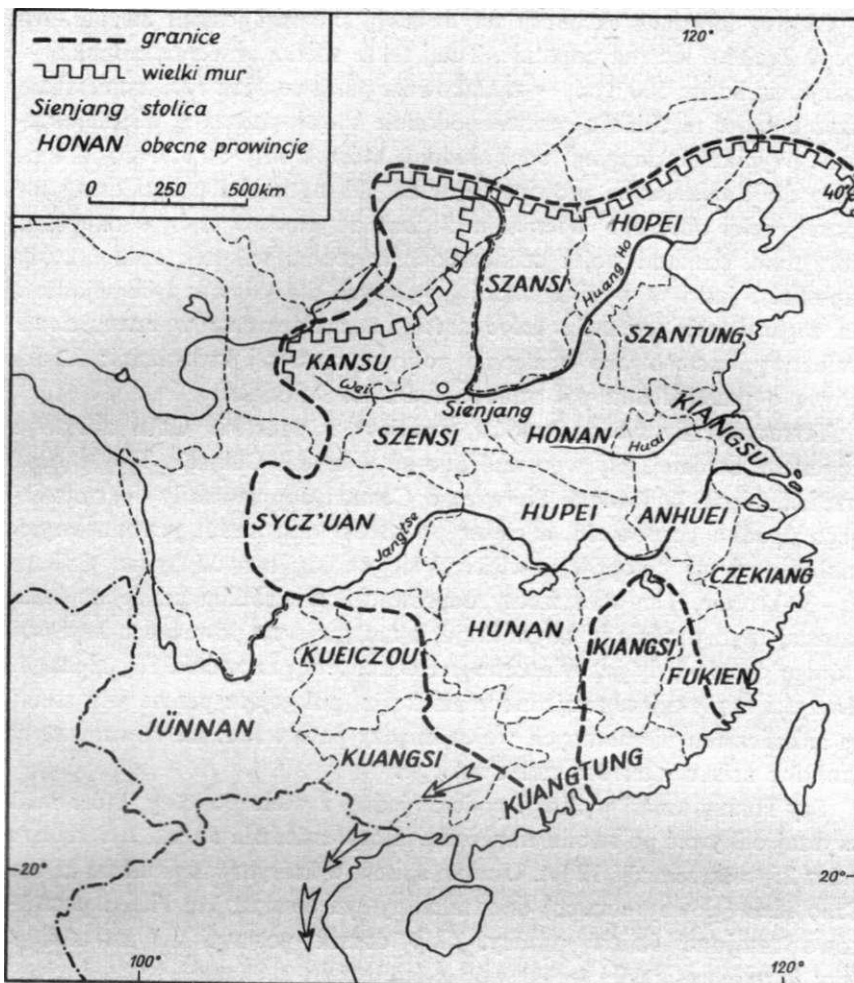 granice
wielki mur
Sienjang stolica
HONAN obecne prowincje
0 250 500km
120°
40°
HOPEI
SZANSI
Huang Ho
SZANTUNG
KANSU
Wei
Sienjang
KIANGSU
SZENSI
HONAN
Huai
SYCZ'UAN
HUPEI
ANHUEI
Jangtse
CZEKIANG
HUNAN
KIANGSI
KUEICZOU
FUKIEN
JÜNNAN
KUANGSI
KUANGTUNG
20°
20°
100°
120°